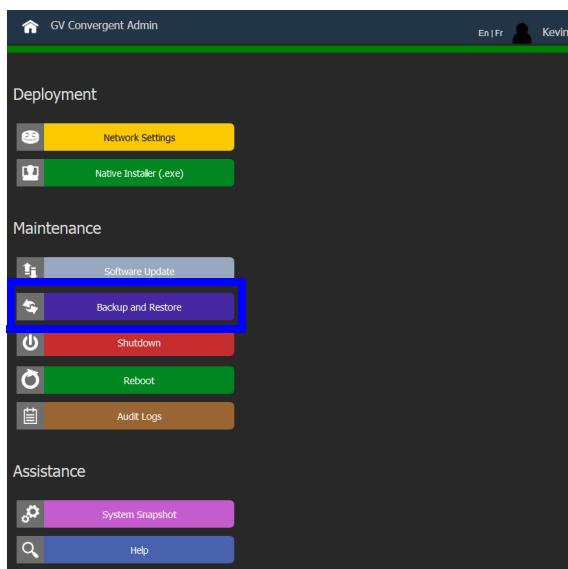 GV Convergent Admin
En | Fr
Kevin
Deployment
Network Settings
Native Installer (.exe)
Maintenance
Software Update
Backup and Restore
Shutdown
Reboot
Audit Logs
Assistance
System Snapshot
Help